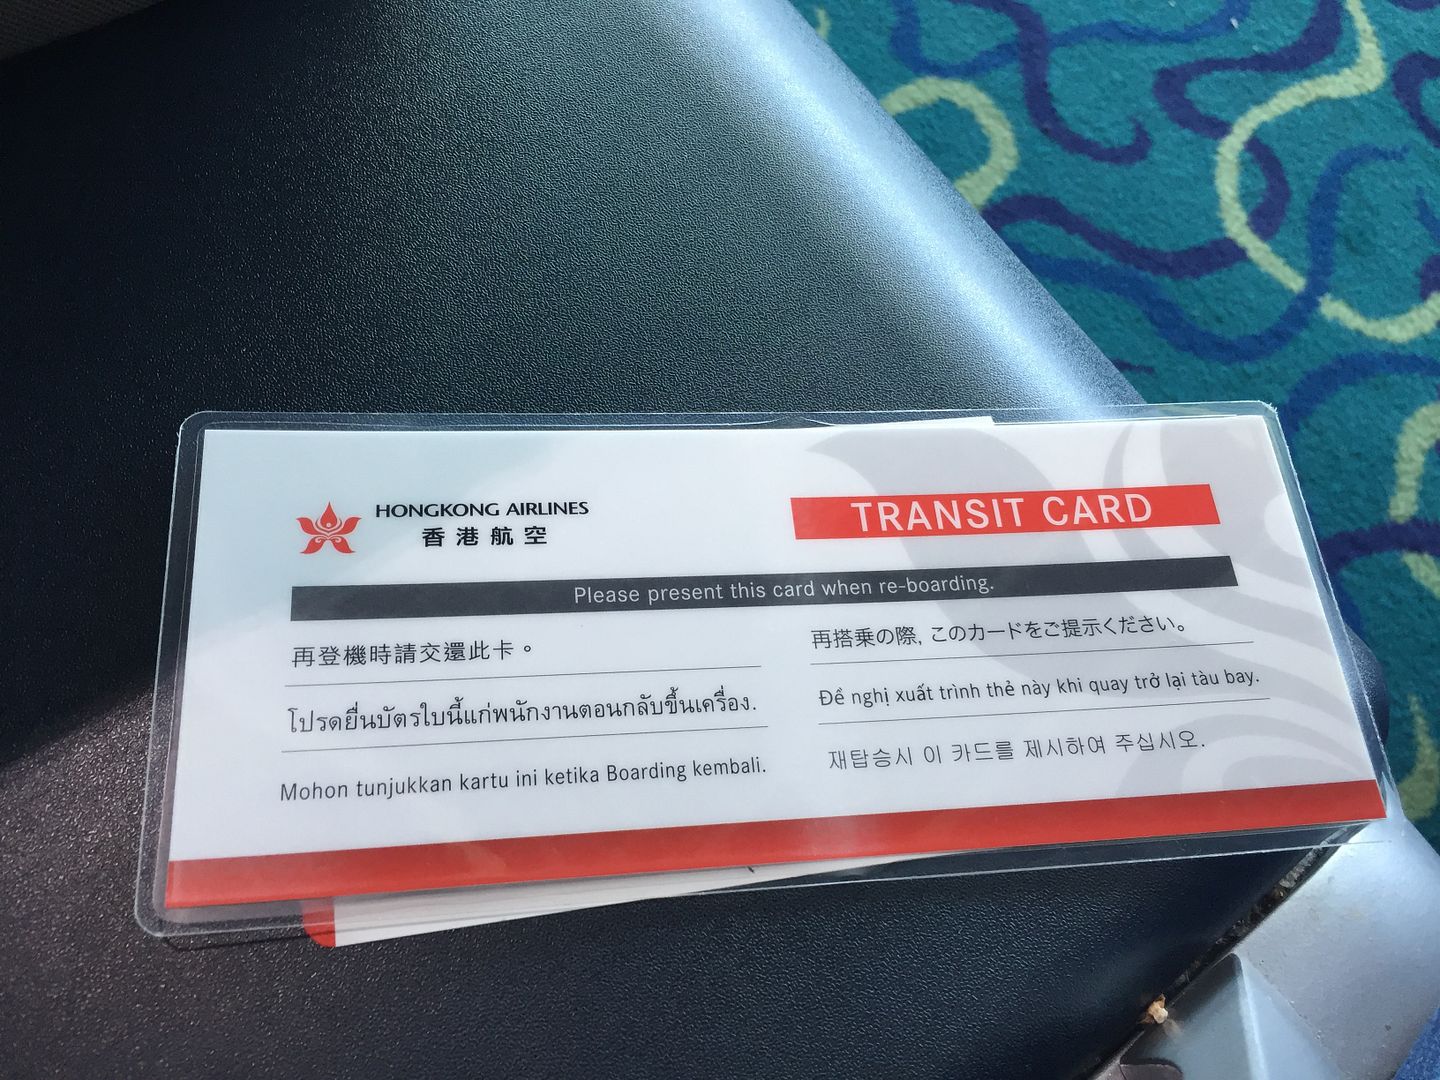 HONGKONG AIRLINES
香港航空
TRANSIT CARD
Please present this card when re-boarding.
再登機時請交還此卡。
โปรดยื่นบัตรใบนี้แก่พนักงานตอนกลับขึ้นเครื่อง.
Mohon tunjukkan kartu ini ketika Boarding kembali.
再搭乗の際, このカードをご提示ください。
Đề nghị xuất trình thẻ này khi quay trở lại tàu bay.
재탑승시 이 카드를 제시하여 주십시오.